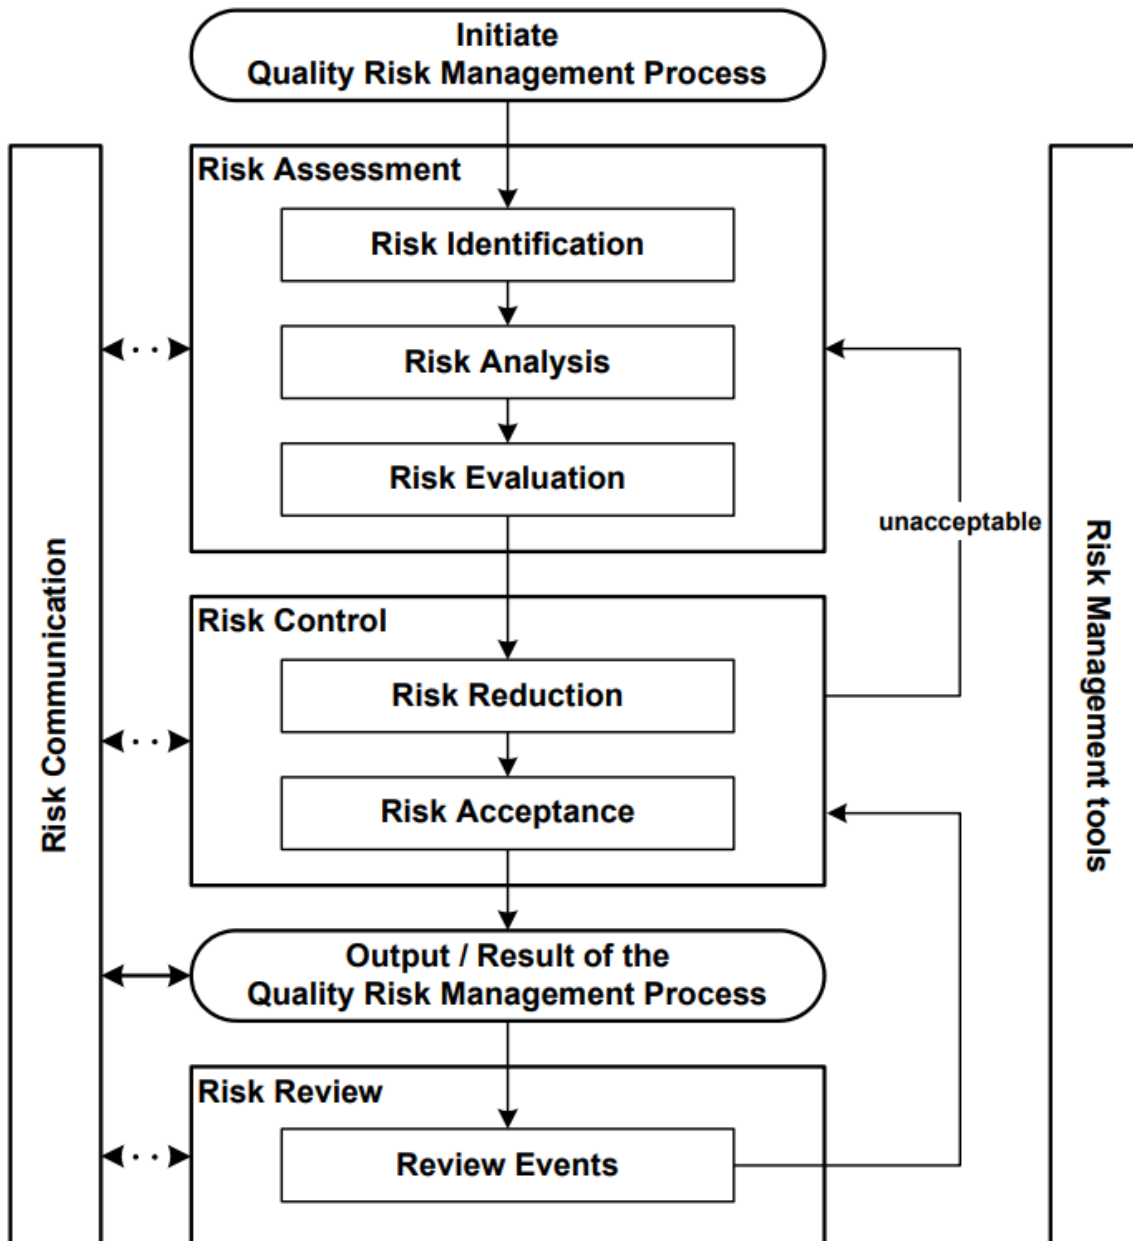 Initiate
Quality Risk Management Process
Risk Assessment
Risk Identification
Risk Analysis
Risk Evaluation
unacceptable
Risk Control
Risk Reduction
Risk Acceptance
Output / Result of the
Quality Risk Management Process
Risk Review
Review Events
Risk Communication
Risk Management tools